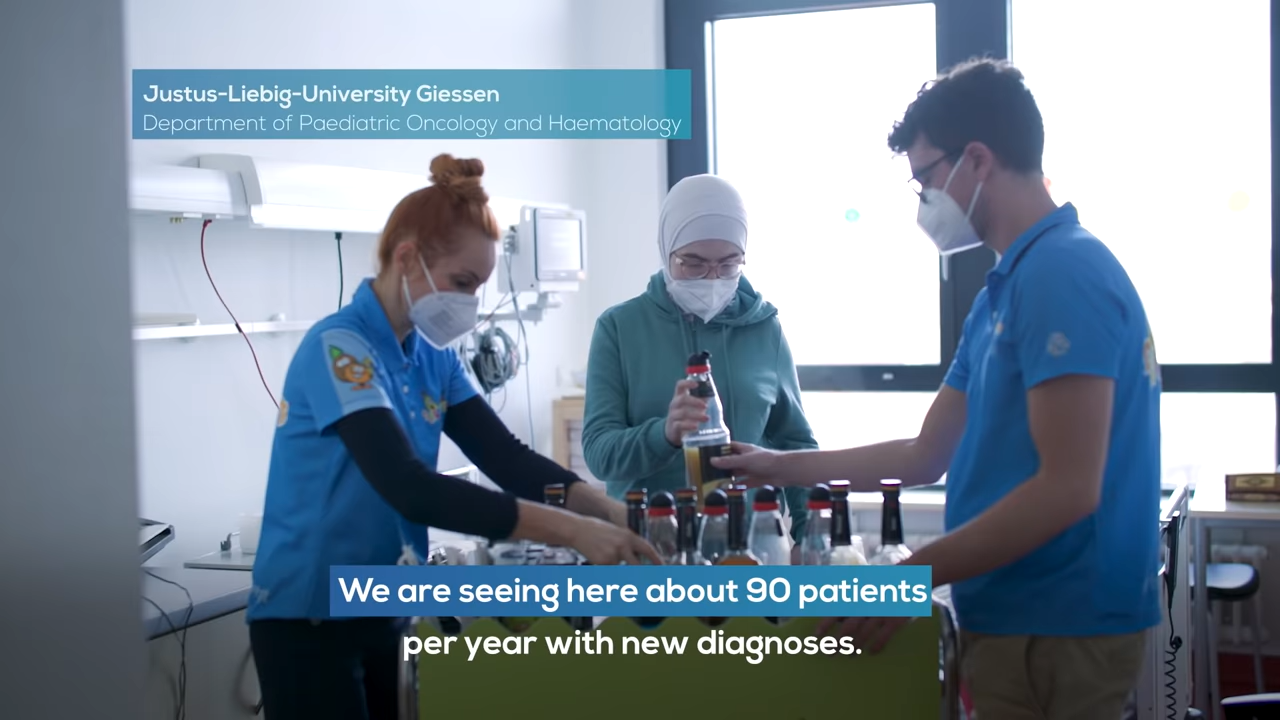 Justus-Liebig-University Giessen
Department of Paediatric Oncology and Haematology
We are seeing here about 90 patients
per year with new diagnoses.